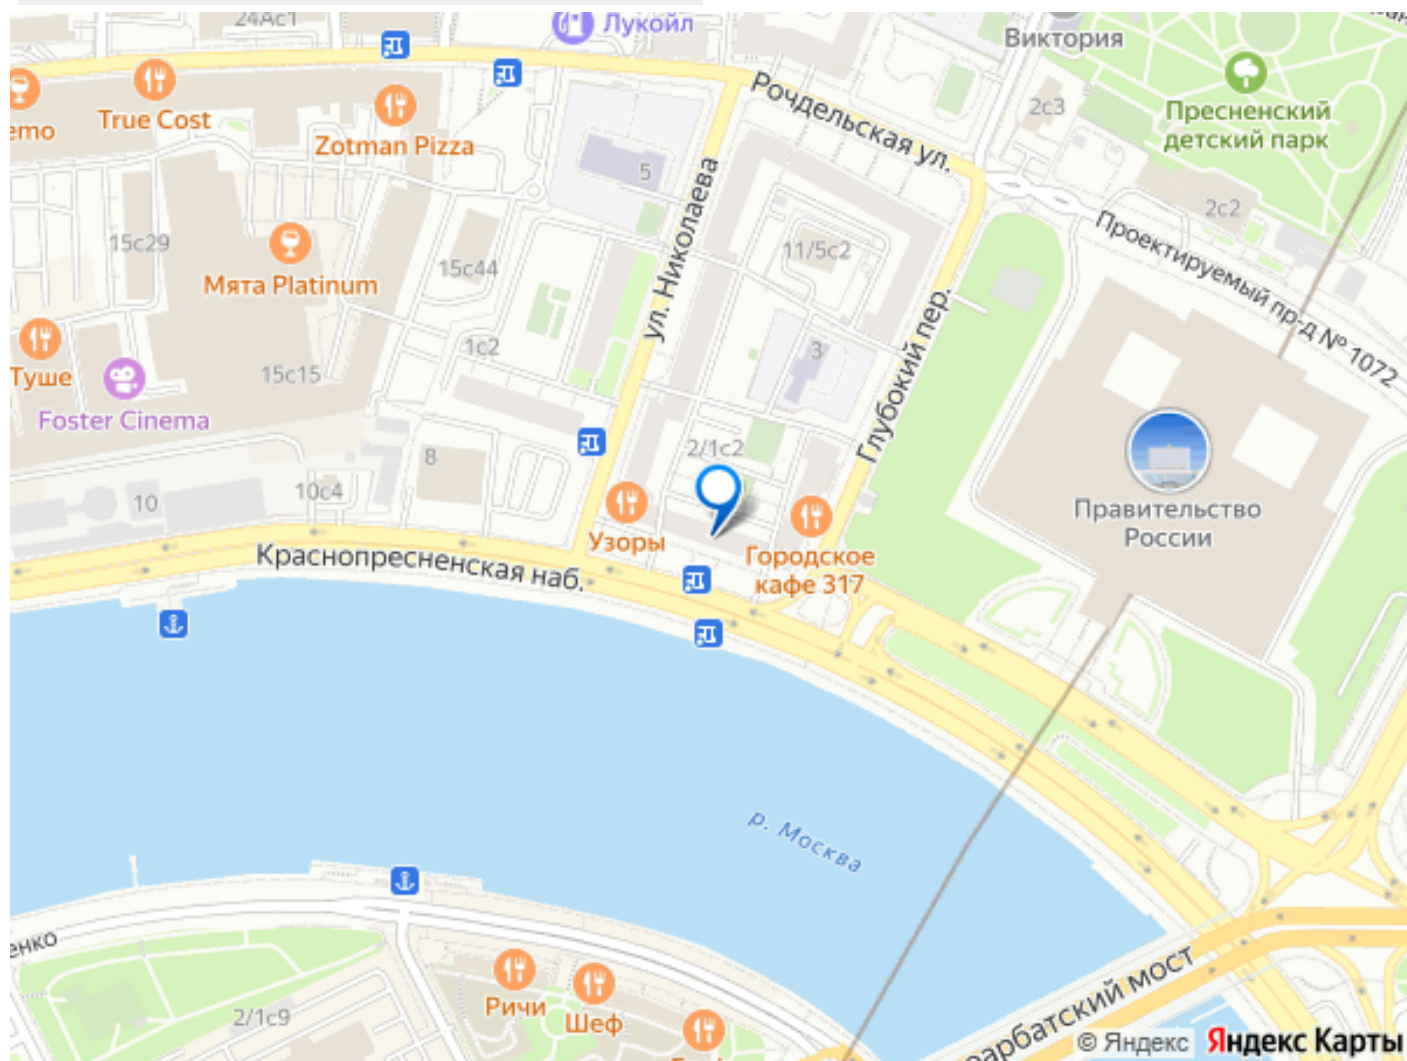 24Ас1
Лукойл
Виктория
True Cost
Zotman Pizza
Рочдельская ул.
2с3
Пресненский
детский парк
5
ул. Николаева
2с2
15с29
Мята Platinum
15с44
11/5с2
Проектируемый пр-д № 1072
Туше
Foster Cinema
15с15
1с2
3
Глубокий пер.
8
2/1с2
10
10с4
Узоры
Городское
кафе 317
Правительство
России
Краснопресненская наб.
р. Москва
2/1с9
Ричи
Шеф
© Яндекс
Яндекс Карты